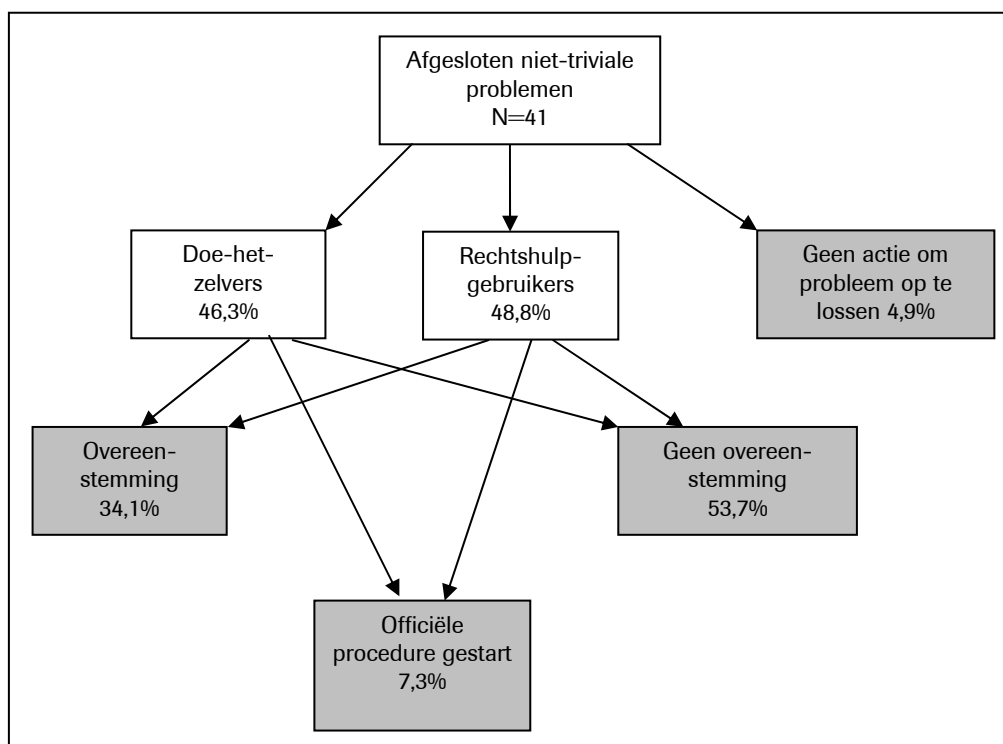 Afgesloten niet-triviale
problemen
N=41
Doe-het-
zelvers
46,3%
Rechtshulp-
gebruikers
48,8%
Geen actie om
probleem op te
lossen 4,9%
Overeen-
stemming
34,1%
Geen overeen-
stemming
53,7%
Officiële
procedure gestart
7,3%